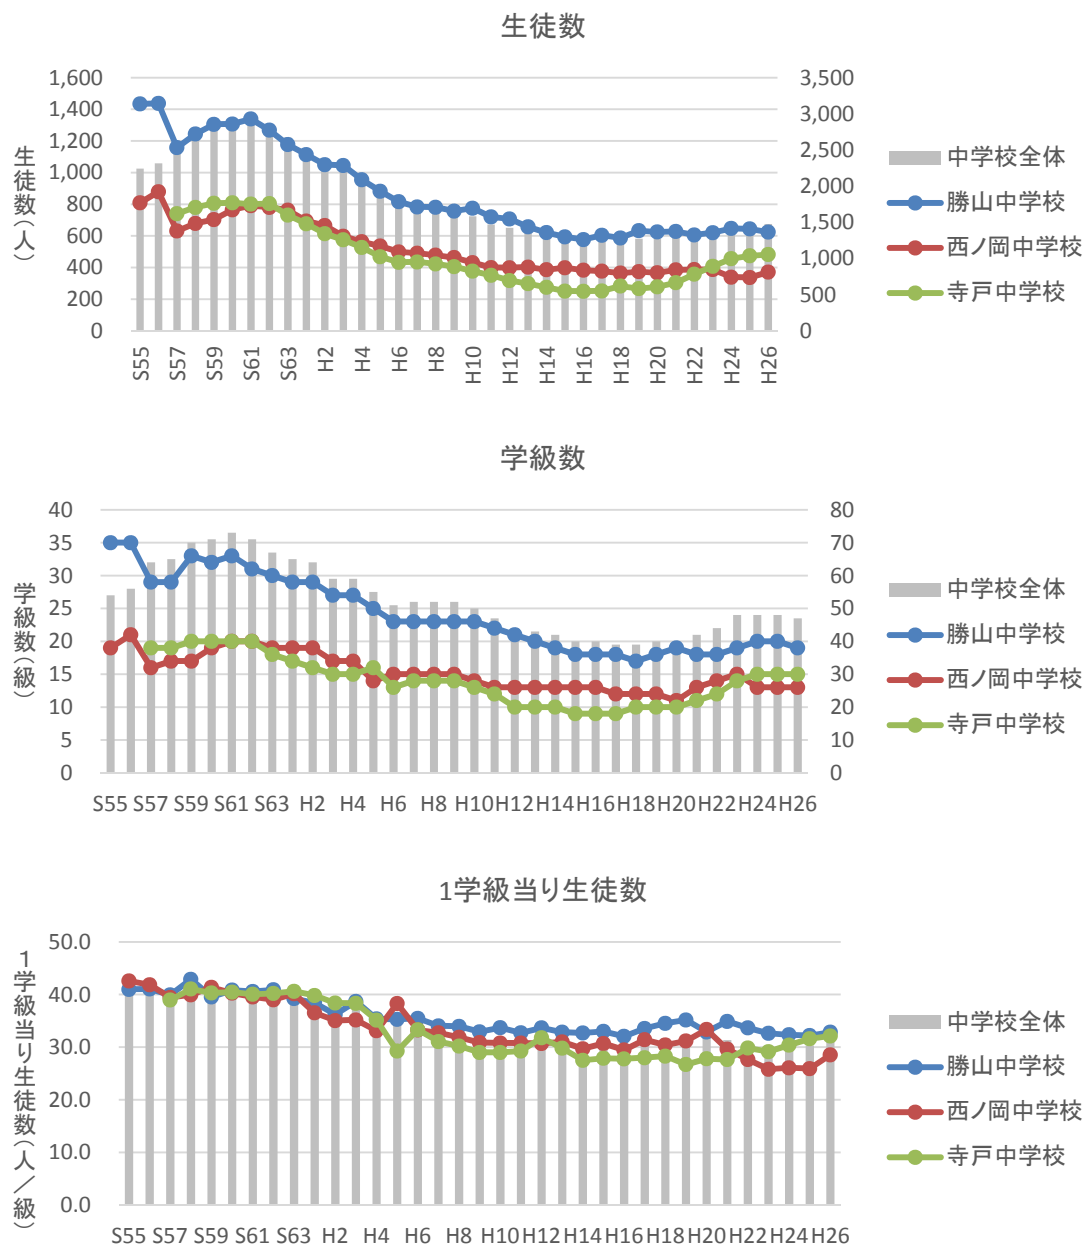 生徒数
1,600
1,400
1,200
1,000
800
600
400
200
0
生徒数(人)
3,500
3,000
2,500
2,000
1,500
1,000
500
0
S55 S57 S59 S61 S63 H2 H4 H6 H8 H10 H12 H14 H16 H18 H20 H22 H24 H26
中学校全体
勝山中学校
西ノ岡中学校
寺戸中学校
学級数
40
35
30
25
20
15
10
5
0
学級数(級)
80
70
60
50
40
30
20
10
0
S55 S57 S59 S61 S63 H2 H4 H6 H8 H10 H12 H14 H16 H18 H20 H22 H24 H26
中学校全体
勝山中学校
西ノ岡中学校
寺戸中学校
1学級当り生徒数
50.0
40.0
30.0
20.0
10.0
0.0
1学級当り生徒数(人/級)
S55 S57 S59 S61 S63 H2 H4 H6 H8 H10 H12 H14 H16 H18 H20 H22 H24 H26
中学校全体
勝山中学校
西ノ岡中学校
寺戸中学校